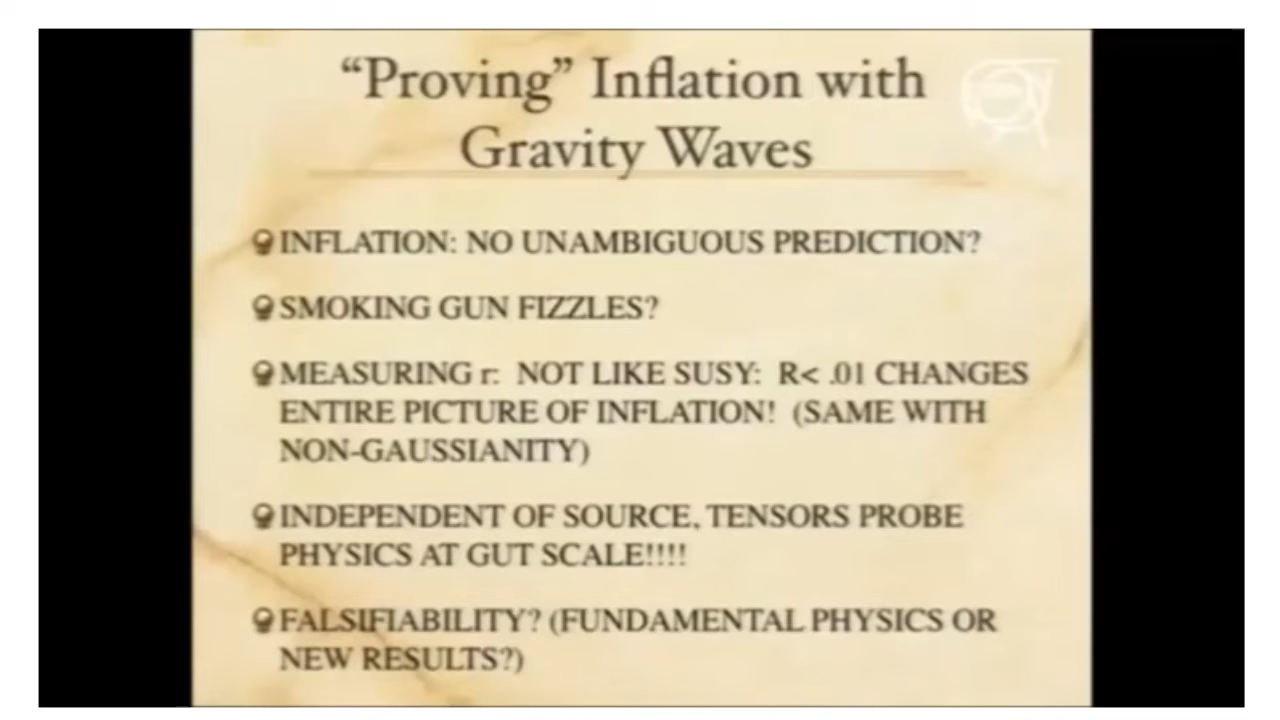 “Proving” Inflation with
Gravity Waves
INFLATION: NO UNAMBIGUOUS PREDICTION?
SMOKING GUN FIZZLES?
MEASURING r: NOT LIKE SUSY: R< .01 CHANGES
ENTIRE PICTURE OF INFLATION! (SAME WITH
NON-GAUSSIANITY)
INDEPENDENT OF SOURCE, TENSORS PROBE
PHYSICS AT GUT SCALE!!!!
FALSIFIABILITY? (FUNDAMENTAL PHYSICS OR
NEW RESULTS?)